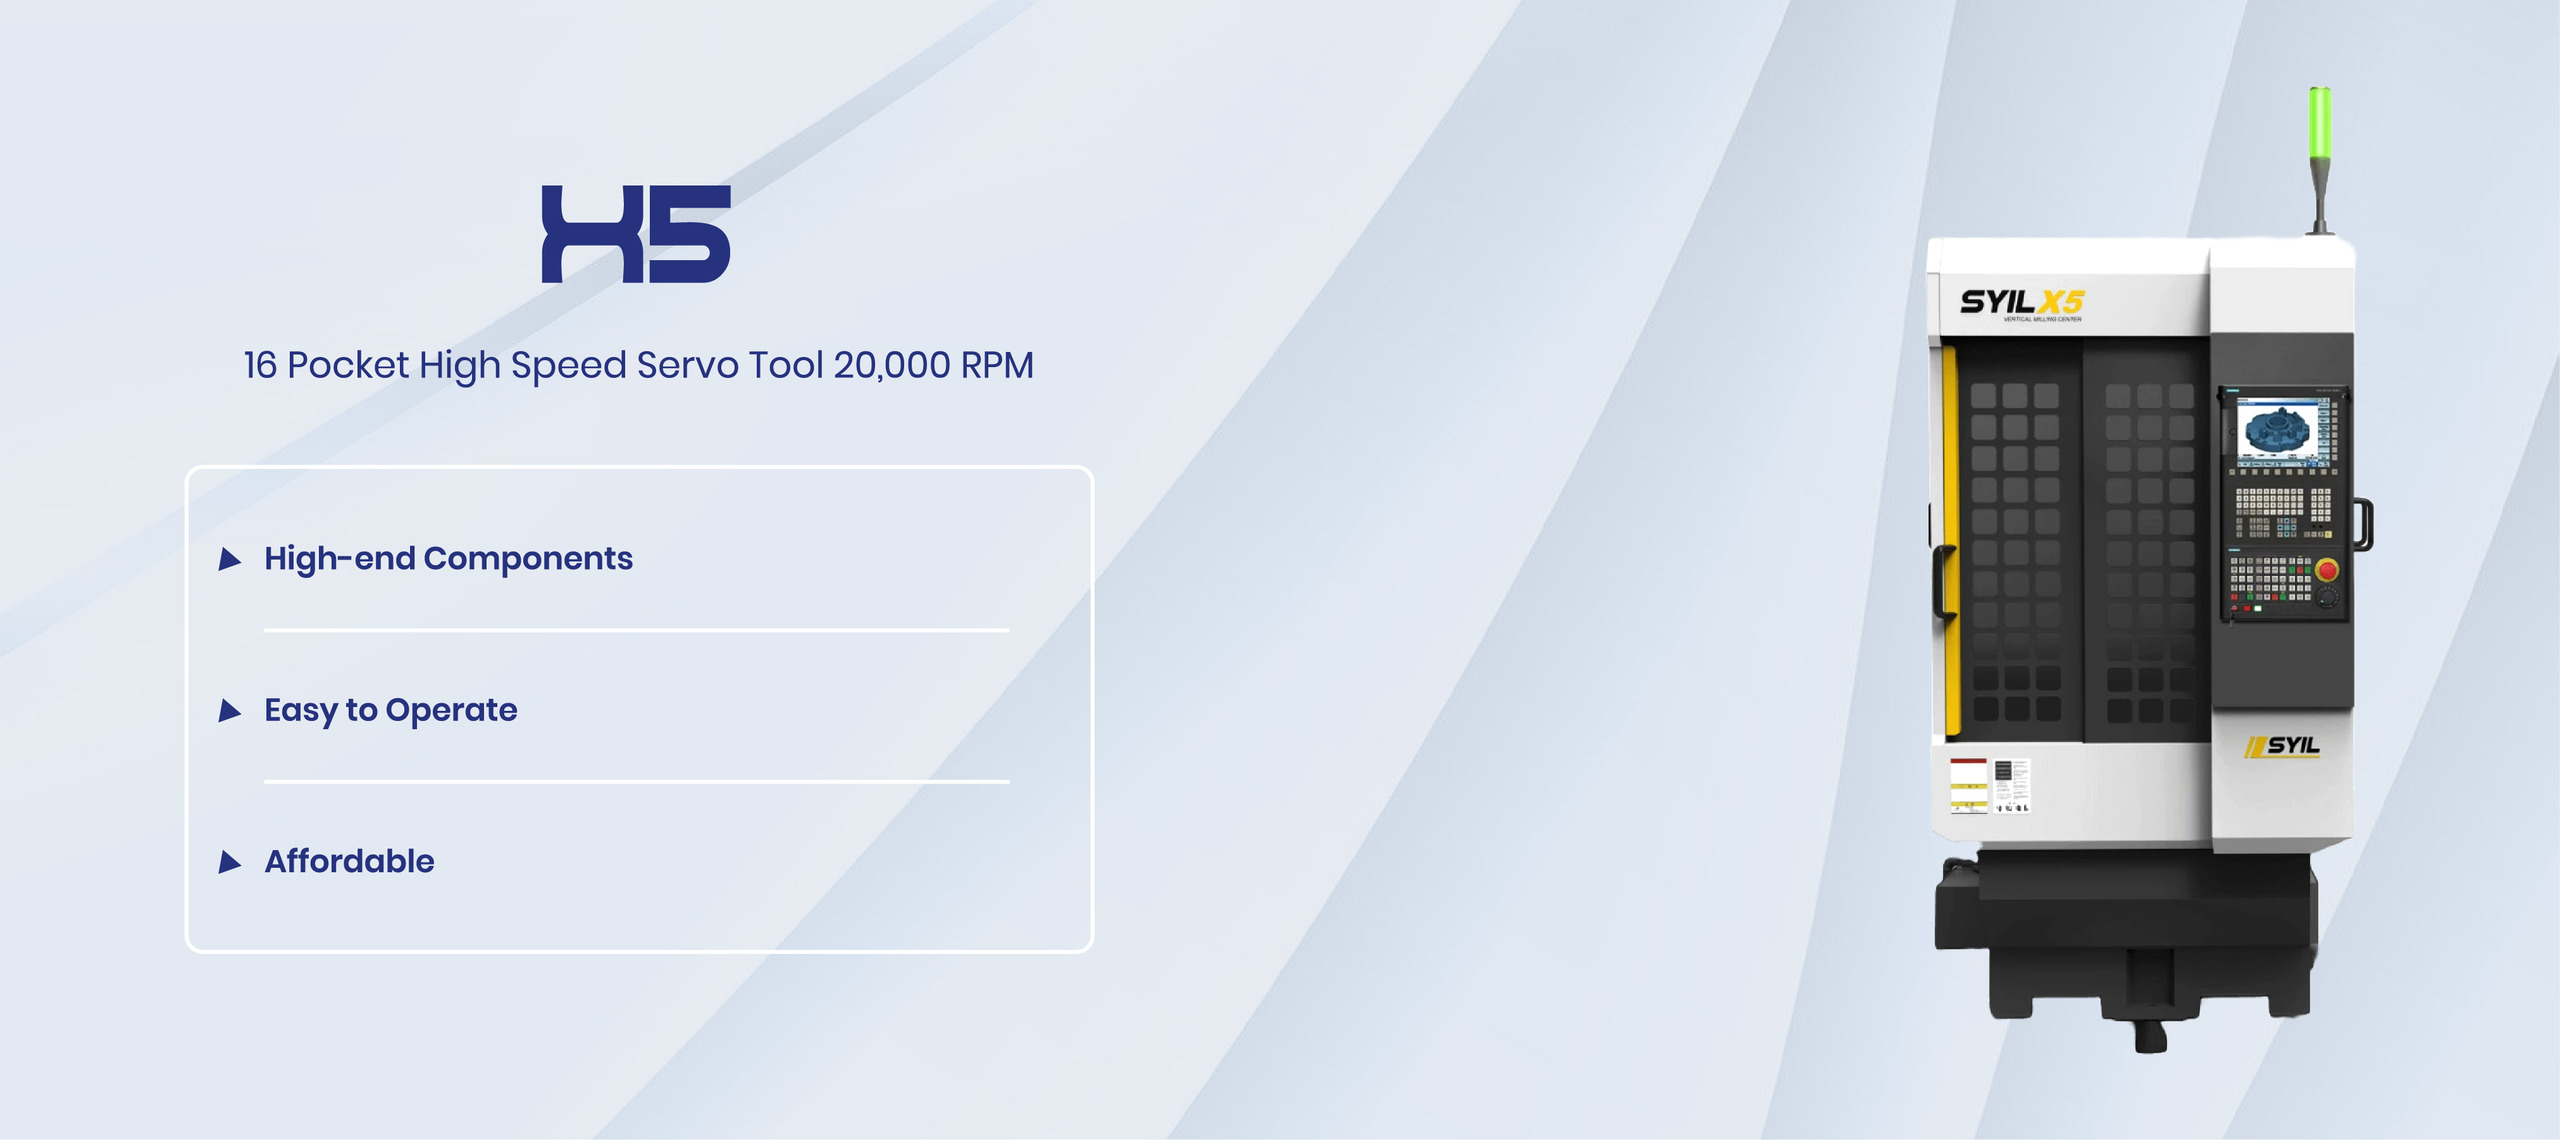 X5
16 Pocket High Speed Servo Tool 20,000 RPM
High-end Components
Easy to Operate
Affordable
SYIL X5
VERTICAL MILLING CENTER
SYIL